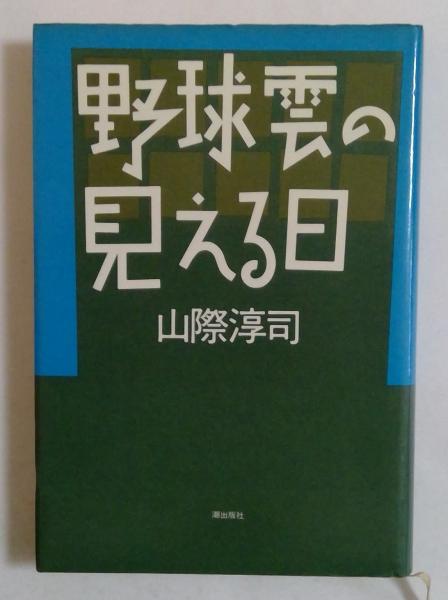 野球雲の
見える日
山際淳司
潮出版社